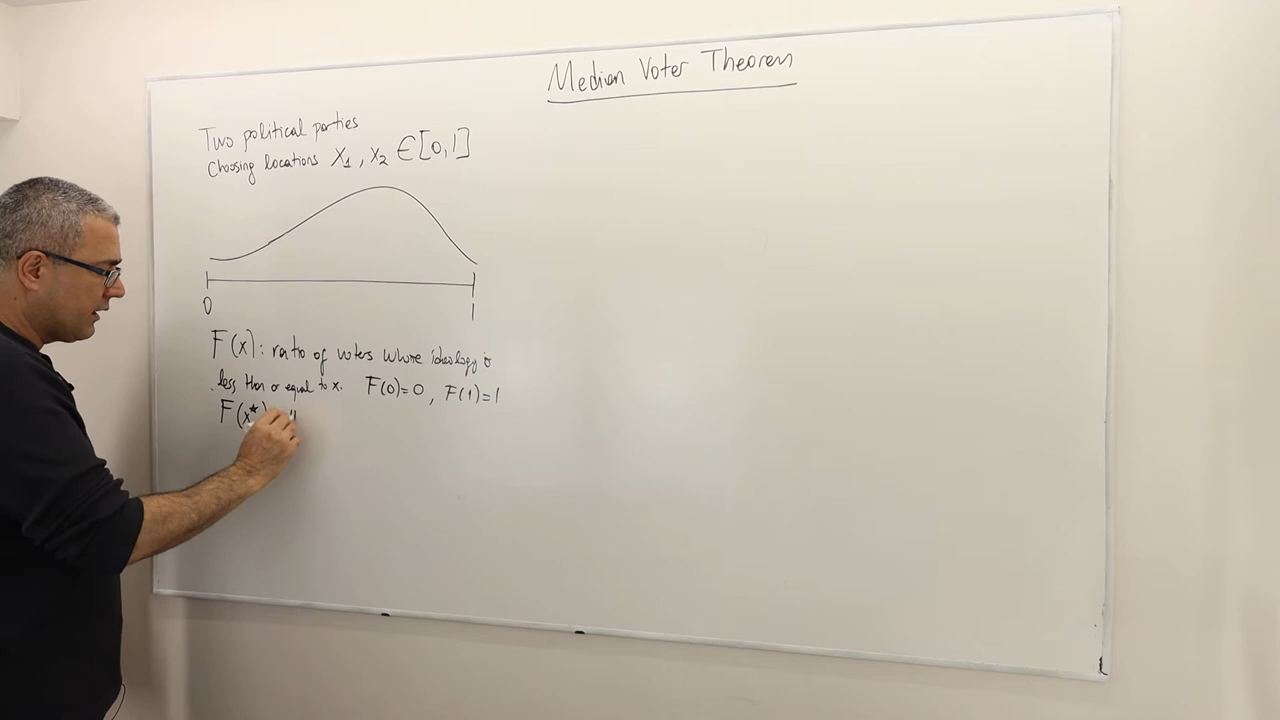 Median Voter Theorem
Two political parties
Choosing locations X₁, X₂ ∈ [0,1]
0
1
F(x): ratio of voters whose ideology is
less than or equal to x. F(0)=0, F(1)=1
F(x*)